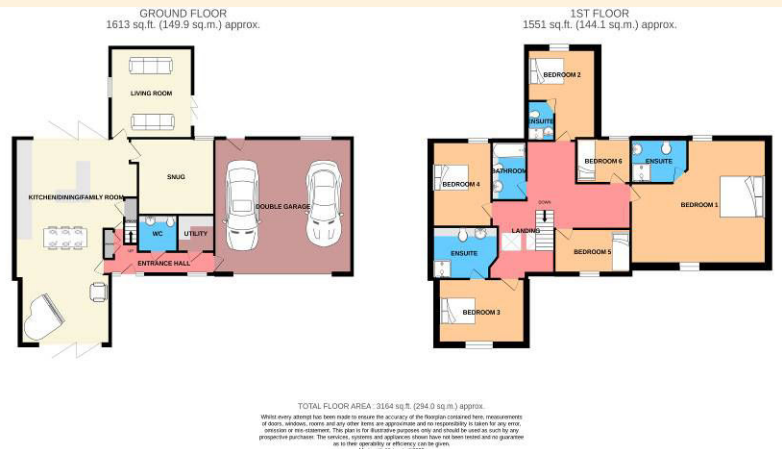 GROUND FLOOR
1613 sq.ft. (149.9 sq.m.) approx.
LIVING ROOM
SNUG
KITCHEN/DINING/FAMILY ROOM
DOUBLE GARAGE
WC
UTILITY
UP
ENTRANCE HALL
1ST FLOOR
1551 sq.ft. (144.1 sq.m.) approx.
BEDROOM 2
ENSUITE
BATHROOM
BEDROOM 6
ENSUITE
BEDROOM 4
DOWN
BEDROOM 1
LANDING
BEDROOM 5
ENSUITE
BEDROOM 3
TOTAL FLOOR AREA : 3164 sq.ft. (294.0 sq.m.) approx.
Whilst every attempt has been made to ensure the accuracy of the floorplan contained here, measurements
of doors, windows, rooms and any other items are approximate and no responsibility is taken for any error,
omission or mis-statement. This plan is for illustrative purposes only and should be used as such by any
prospective purchaser. The services, systems and appliances shown have not been tested and no guarantee
as to their operability or efficiency can be given.